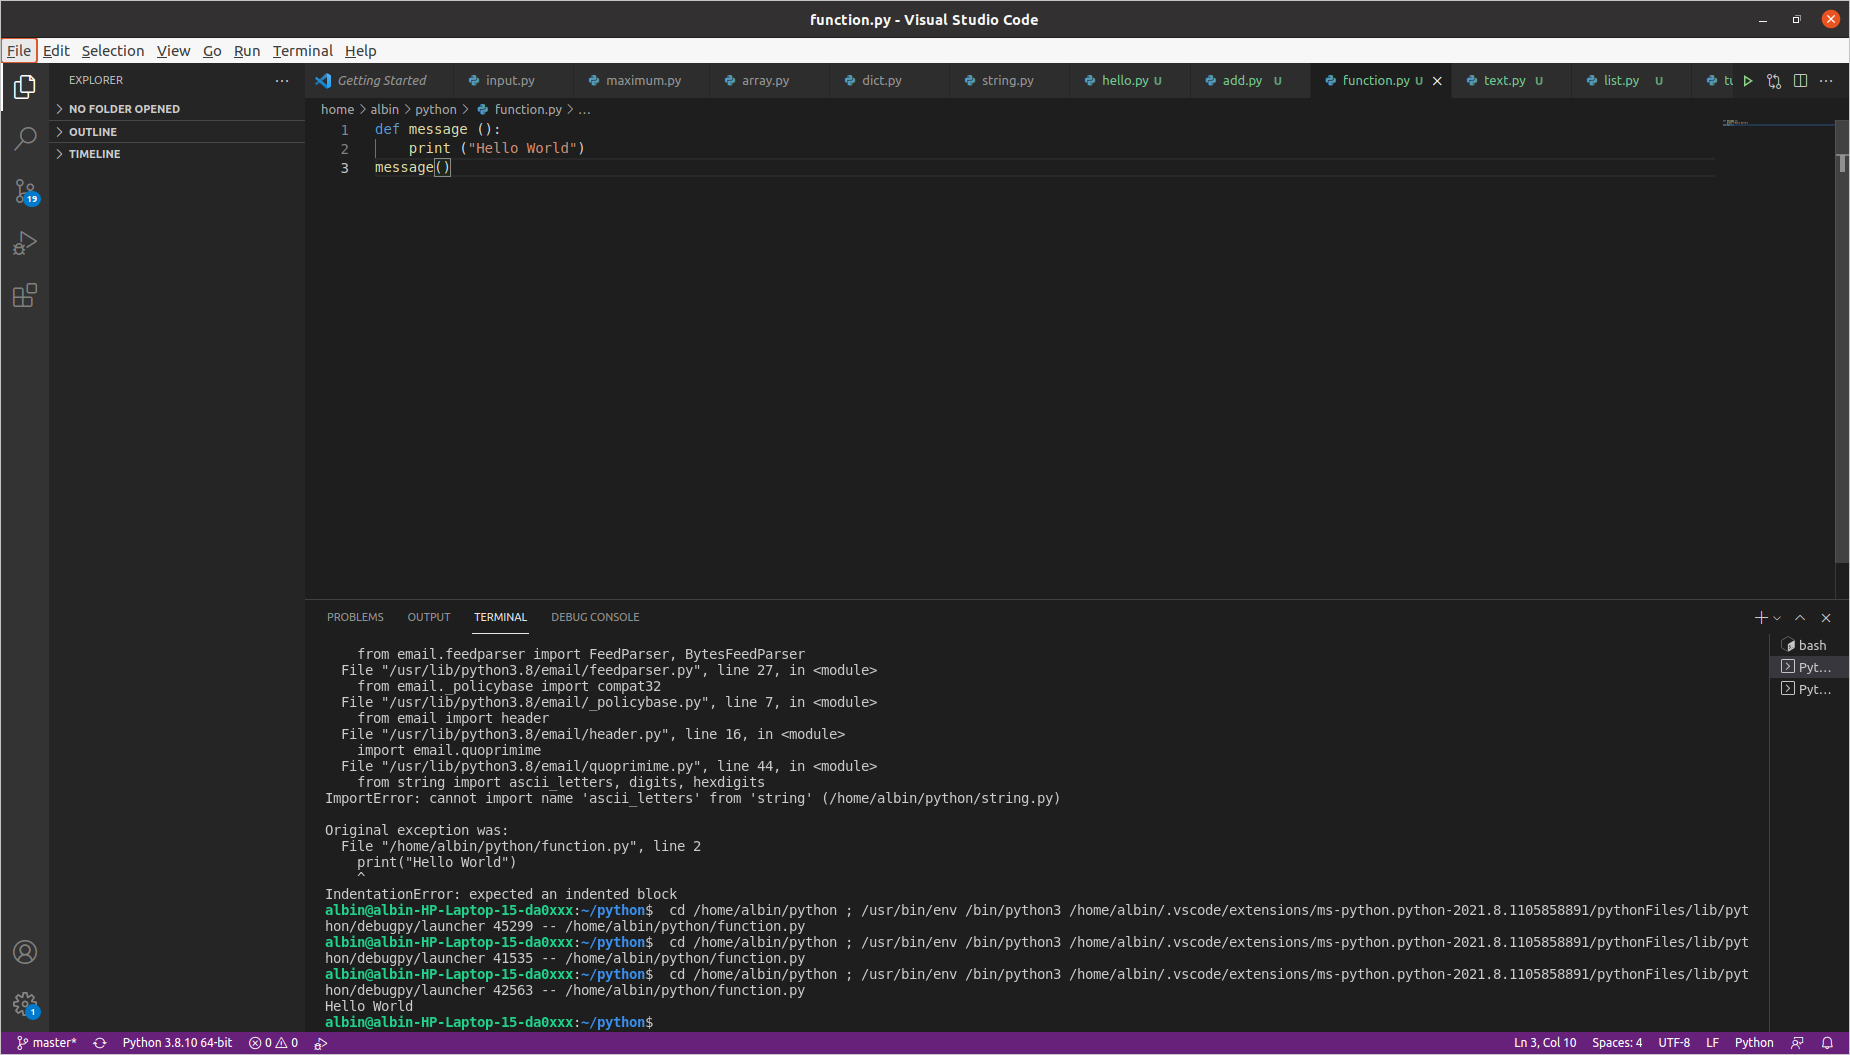 function.py - Visual Studio Code
File Edit Selection View Go Run Terminal Help
EXPLORER
NO FOLDER OPENED
OUTLINE
TIMELINE
19
1
Getting Started input.py maximum.py array.py dict.py string.py hello.py U add.py U function.py U text.py U list.py U tu
home > albin > python > function.py > ...
1 def message ():
2     print ("Hello World")
3 message()
PROBLEMS OUTPUT TERMINAL DEBUG CONSOLE
bash
Pyt...
Pyt...
    from email.feedparser import FeedParser, BytesFeedParser
  File "/usr/lib/python3.8/email/feedparser.py", line 27, in <module>
    from email._policybase import compat32
  File "/usr/lib/python3.8/email/_policybase.py", line 7, in <module>
    from email import header
  File "/usr/lib/python3.8/email/header.py", line 16, in <module>
    import email.quoprimime
  File "/usr/lib/python3.8/email/quoprimime.py", line 44, in <module>
    from string import ascii_letters, digits, hexdigits
ImportError: cannot import name 'ascii_letters' from 'string' (/home/albin/python/string.py)
Original exception was:
  File "/home/albin/python/function.py", line 2
    print("Hello World")
    ^
IndentationError: expected an indented block
albin@albin-HP-Laptop-15-da0xxx:~/python$  cd /home/albin/python ; /usr/bin/env /bin/python3 /home/albin/.vscode/extensions/ms-python.python-2021.8.1105858891/pythonFiles/lib/pyt
hon/debugpy/launcher 45299 -- /home/albin/python/function.py
albin@albin-HP-Laptop-15-da0xxx:~/python$  cd /home/albin/python ; /usr/bin/env /bin/python3 /home/albin/.vscode/extensions/ms-python.python-2021.8.1105858891/pythonFiles/lib/pyt
hon/debugpy/launcher 41535 -- /home/albin/python/function.py
albin@albin-HP-Laptop-15-da0xxx:~/python$  cd /home/albin/python ; /usr/bin/env /bin/python3 /home/albin/.vscode/extensions/ms-python.python-2021.8.1105858891/pythonFiles/lib/pyt
hon/debugpy/launcher 42563 -- /home/albin/python/function.py
Hello World
albin@albin-HP-Laptop-15-da0xxx:~/python$
master* Python 3.8.10 64-bit 0 0 Ln 3, Col 10 Spaces: 4 UTF-8 LF Python